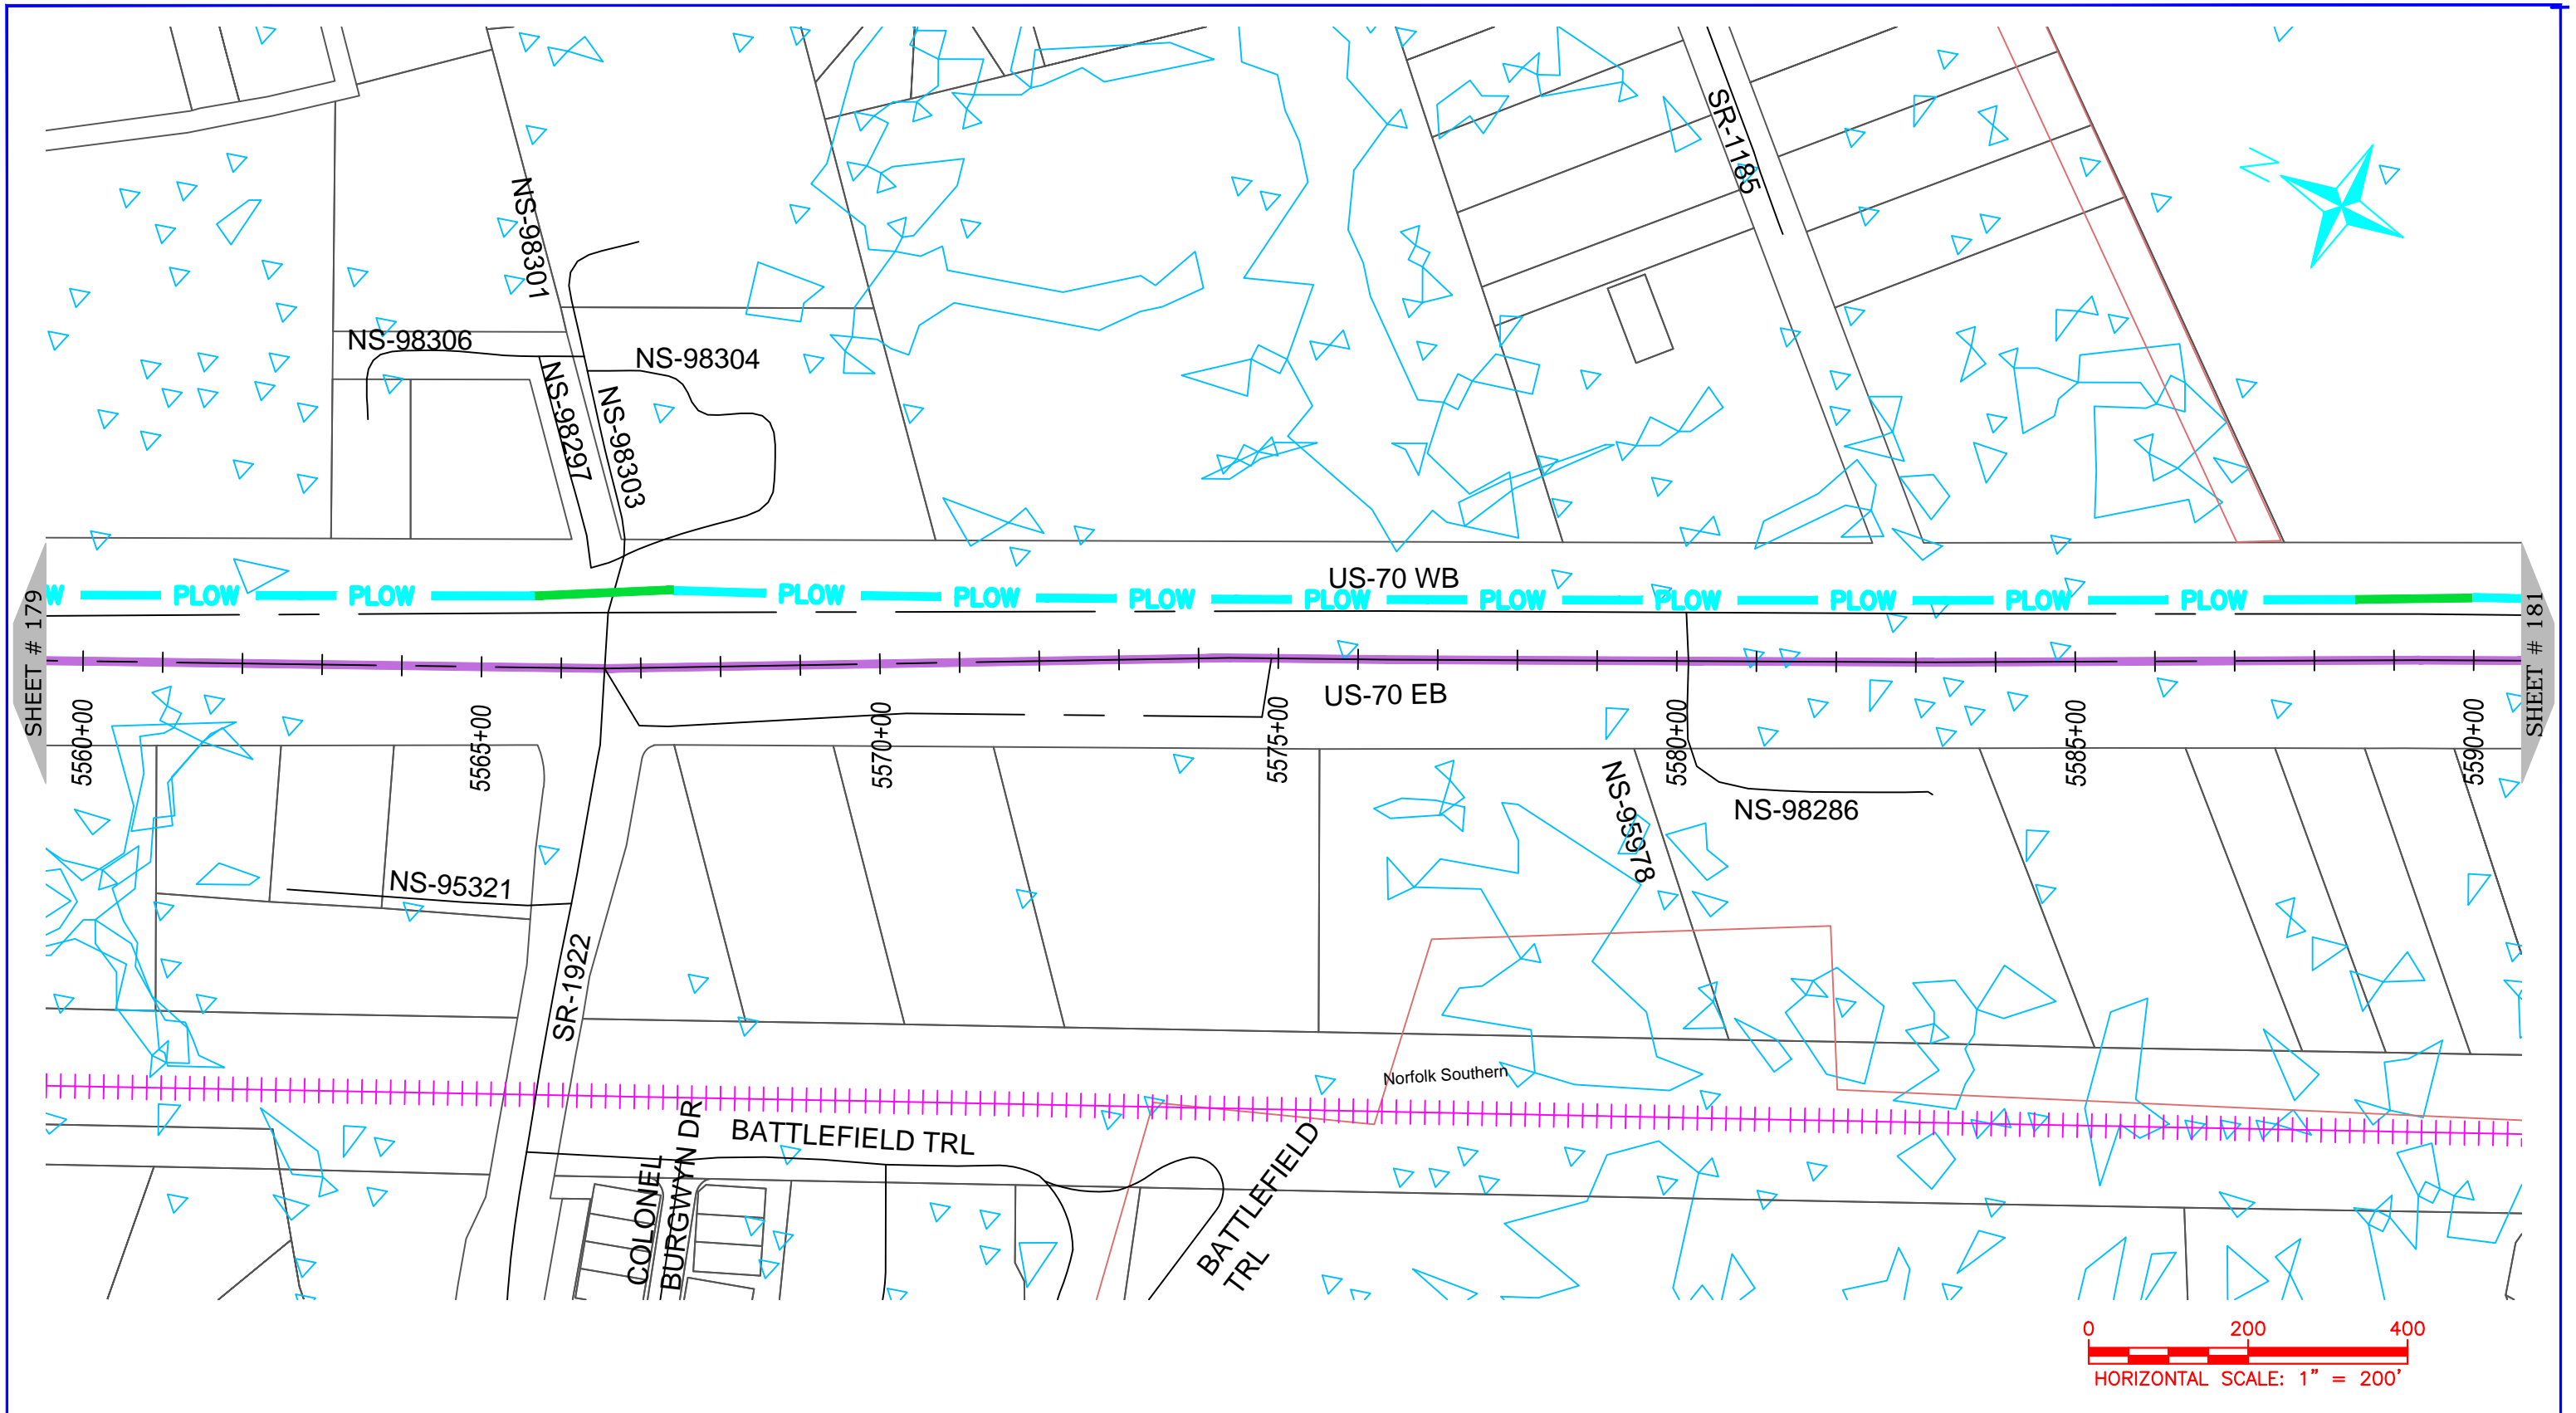 SR-1185
NS-98301
NS-98306
NS-98304
NS-98297
NS-98303
US-70 WB
W
PLOW
PLOW
PLOW
PLOW
PLOW
PLOW
PLOW
PLOW
PLOW
PLOW
PLOW
SHEET # 179
SHEET # 181
US-70 EB
5560+00
5565+00
5570+00
5575+00
5580+00
5585+00
5590+00
NS-95978
NS-98286
NS-95321
SR-1922
Norfolk Southern
BATTLEFIELD TRL
COLONEL
BURGWYN DR
BATTLEFIELD
TRL
N
0 200 400
HORIZONTAL SCALE: 1" = 200'